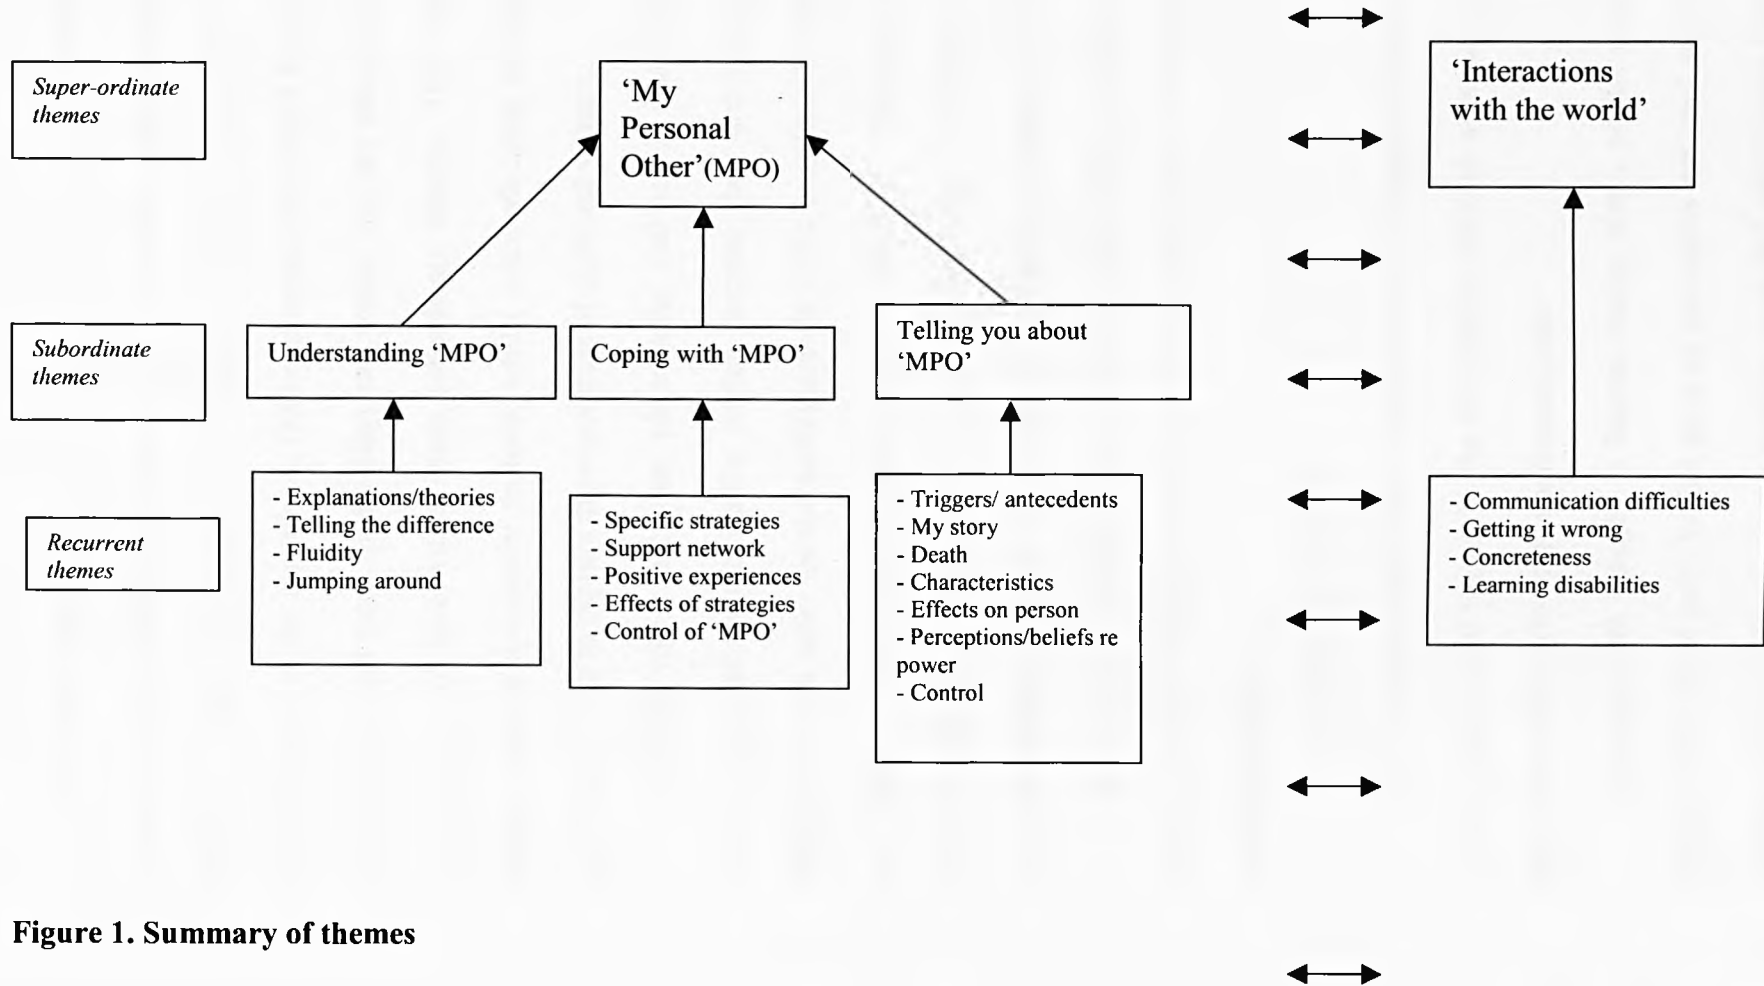 Super-ordinate
themes
‘My
Personal
Other’(MPO)
‘Interactions
with the world’
Subordinate
themes
Understanding ‘MPO’
Coping with ‘MPO’
Telling you about
‘MPO’
Recurrent
themes
- Explanations/theories
- Telling the difference
- Fluidity
- Jumping around
- Specific strategies
- Support network
- Positive experiences
- Effects of strategies
- Control of ‘MPO’
- Triggers/ antecedents
- My story
- Death
- Characteristics
- Effects on person
- Perceptions/beliefs re
power
- Control
- Communication difficulties
- Getting it wrong
- Concreteness
- Learning disabilities
Figure 1. Summary of themes